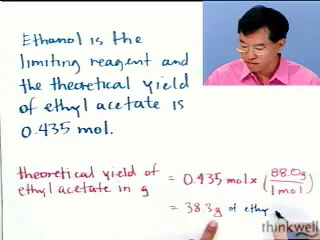 Ethanol is the
limiting reagent and
the theoretical yield
of ethyl acetate is
0.435 mol.
theoretical yield of
ethyl acetate in g
= 0.435 mol x (88.0g
1 mol)
= 38.3g of ethy
thinkwell